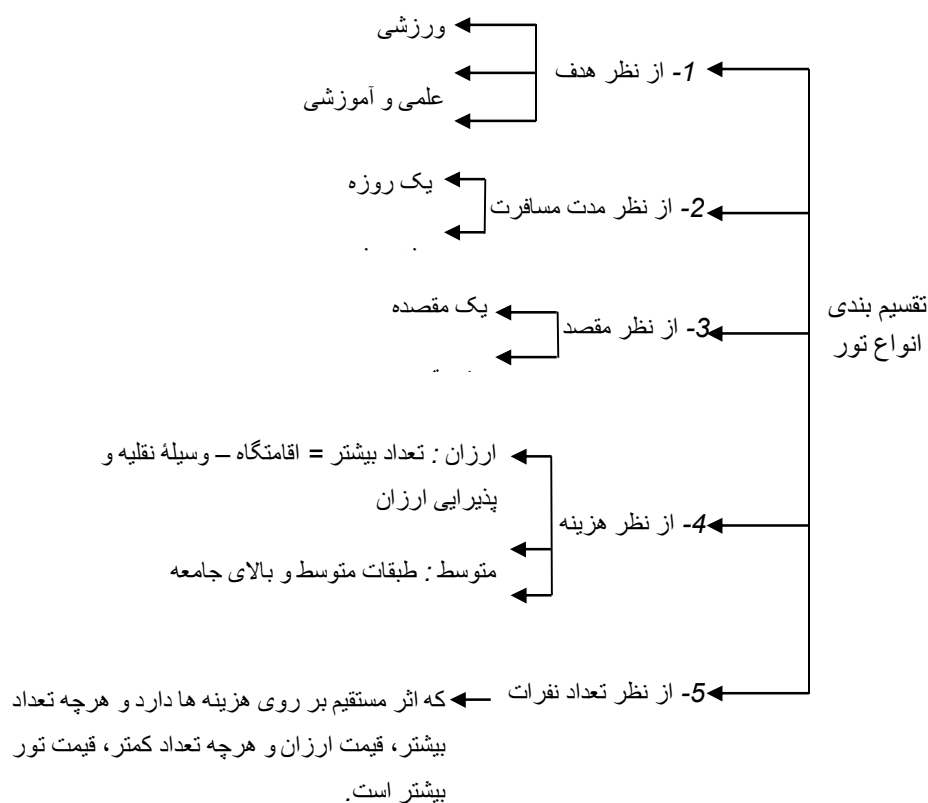 تقسیم بندی
انواع تور
1- از نظر هدف
ورزشی
علمی و آموزشی
2- از نظر مدت مسافرت
یک روزه
3- از نظر مقصد
یک مقصده
4- از نظر هزینه
ارزان : تعداد بیشتر = اقامتگاه – وسیلۀ نقلیه و
پذیرایی ارزان
متوسط : طبقات متوسط و بالای جامعه
5- از نظر تعداد نفرات
که اثر مستقیم بر روی هزینه ها دارد و هرچه تعداد
بیشتر، قیمت ارزان و هرچه تعداد کمتر، قیمت تور
بیشتر است.